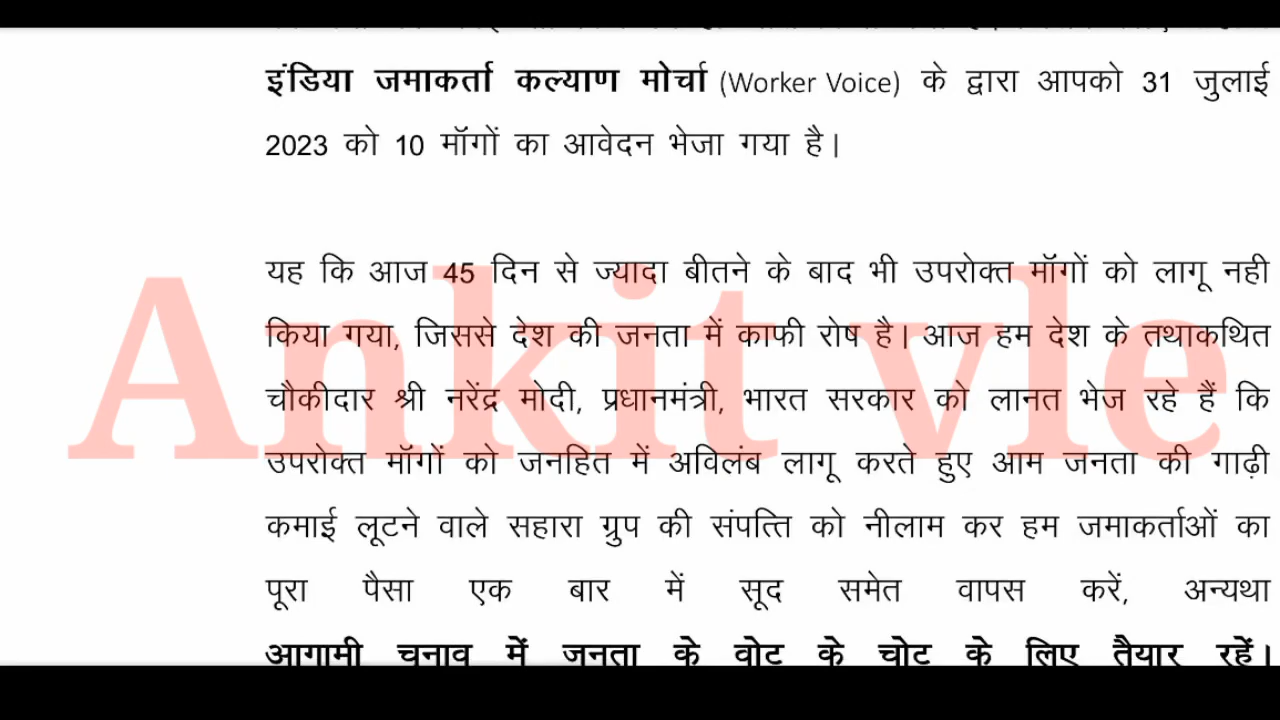 इंडिया जमाकर्ता कल्याण मोर्चा (Worker Voice) के द्वारा आपको 31 जुलाई
2023 को 10 मॉगों का आवेदन भेजा गया है।
यह कि आज 45 दिन से ज्यादा बीतने के बाद भी उपरोक्त मॉगों को लागू नही
किया गया, जिससे देश की जनता में काफी रोष है। आज हम देश के तथाकथित
चौकीदार श्री नरेंद्र मोदी, प्रधानमंत्री, भारत सरकार को लानत भेज रहे हैं कि
उपरोक्त मॉगों को जनहित में अविलंब लागू करते हुए आम जनता की गाढ़ी
कमाई लूटने वाले सहारा ग्रुप की संपत्ति को नीलाम कर हम जमाकर्ताओं का
पूरा पैसा एक बार में सूद समेत वापस करें, अन्यथा
आगामी चुनाव में जनता के वोट के चोट के लिए तैयार रहें।
Ankit vle